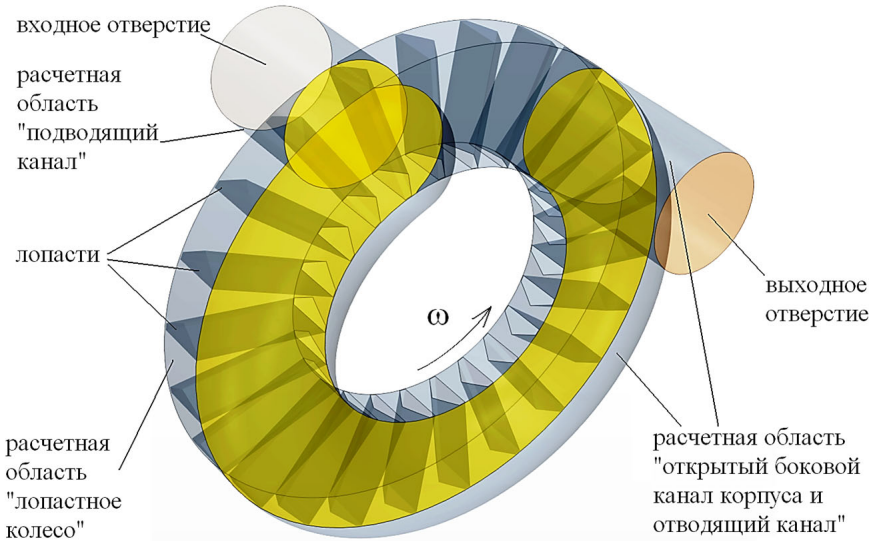 входное отверстие
расчетная
область
"подводящий
канал"
лопасти
ω
выходное
отверстие
расчетная
область
"лопастное
колесо"
расчетная область
"открытый боковой
канал корпуса и
отводящий канал"